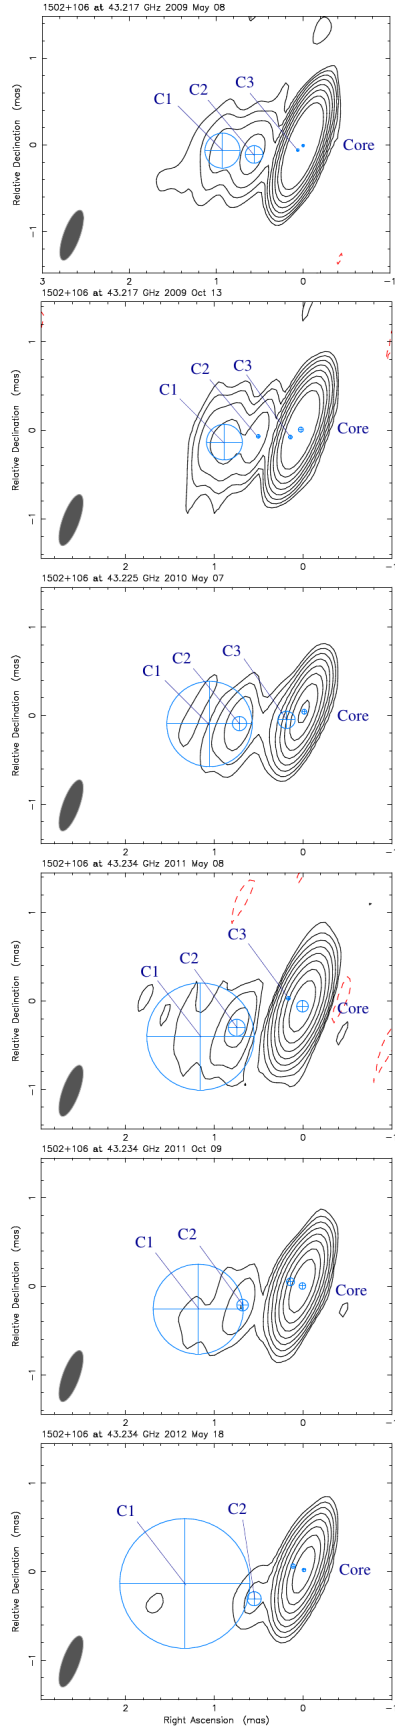 1502+106 at 43.217 GHz 2009 May 08
C3
C2
C1
Core
Relative Declination (mas)
1
0
−1
3 2 1 0 −1
1502+106 at 43.217 GHz 2009 Oct 13
C3
C2
C1
Core
Relative Declination (mas)
1
0
−1
2 1 0
1502+106 at 43.225 GHz 2010 May 07
C3
C2
C1
Core
Relative Declination (mas)
1
0
−1
2 1 0
1502+106 at 43.234 GHz 2011 May 08
C3
C2
C1
Core
Relative Declination (mas)
1
0
−1
2 1 0
1502+106 at 43.234 GHz 2011 Oct 09
C2
C1
Core
Relative Declination (mas)
1
0
−1
2 1 0
1502+106 at 43.234 GHz 2012 May 18
C2
C1
Core
Relative Declination (mas)
1
0
−1
2 1 0 −1
Right Ascension (mas)